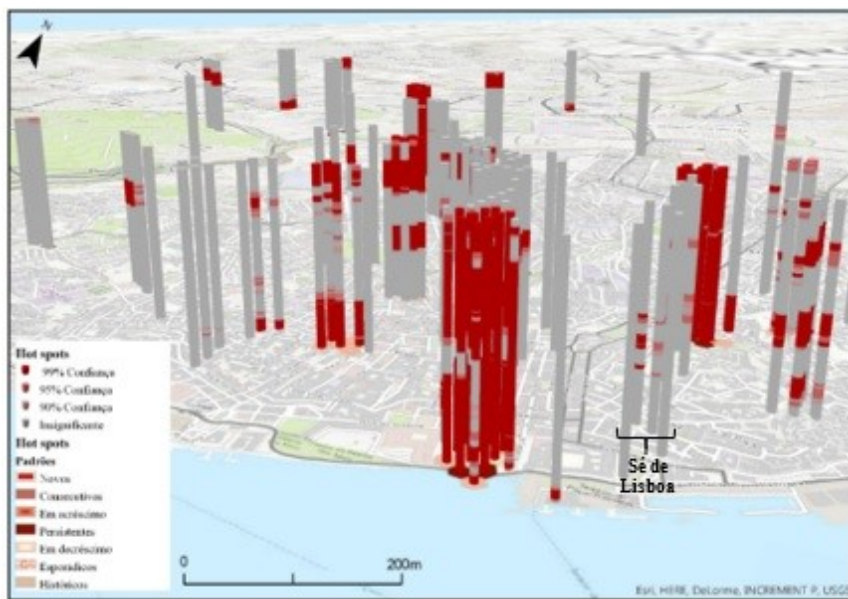 N
Hot spots
99% Confiança
95% Confiança
90% Confiança
Insignificante
Hot spots
Padrões
Novos
Consecutivos
Em acréscimo
Persistentes
Em decréscimo
Esporádicos
Históricos
Sé de
Lisboa
0
200m
Esri, HERE, DeLorme, INCREMENT P, USGS